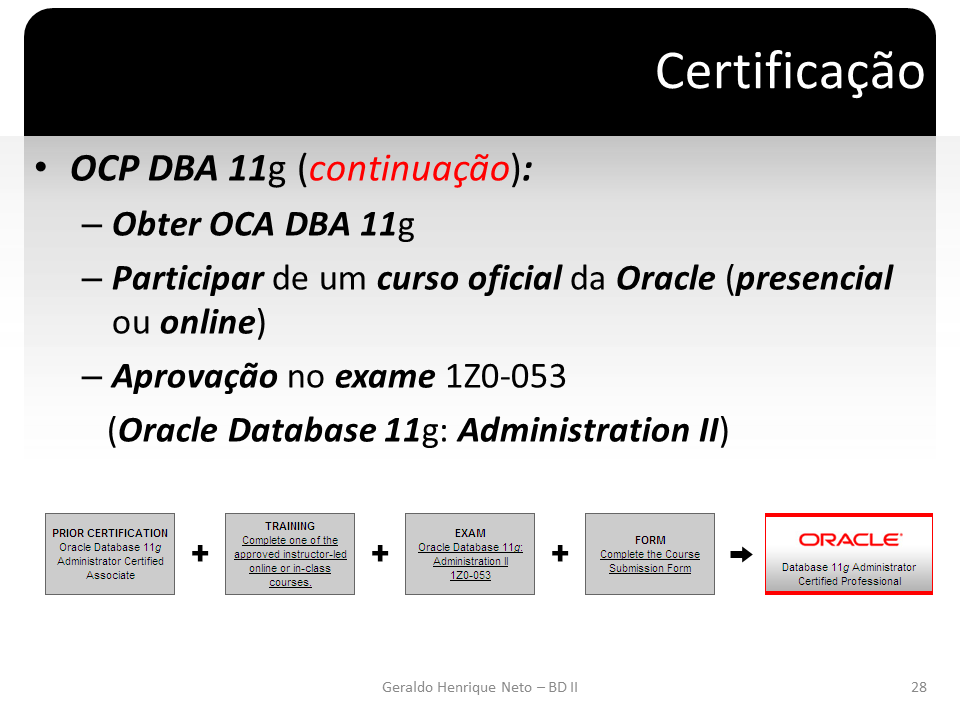 Certificação
• OCP DBA 11g (continuação):
– Obter OCA DBA 11g
– Participar de um curso oficial da Oracle (presencial
ou online)
– Aprovação no exame 1Z0-053
(Oracle Database 11g: Administration II)
PRIOR CERTIFICATION
Oracle Database 11g
Administrator Certified
Associate
+
TRAINING
Complete one of the
approved instructor-led
online or in-class
courses.
+
EXAM
Oracle Database 11g:
Administration II
1Z0-053
+
FORM
Complete the Course
Submission Form
ORACLE®
Database 11g Administrator
Certified Professional
Geraldo Henrique Neto – BD II
28